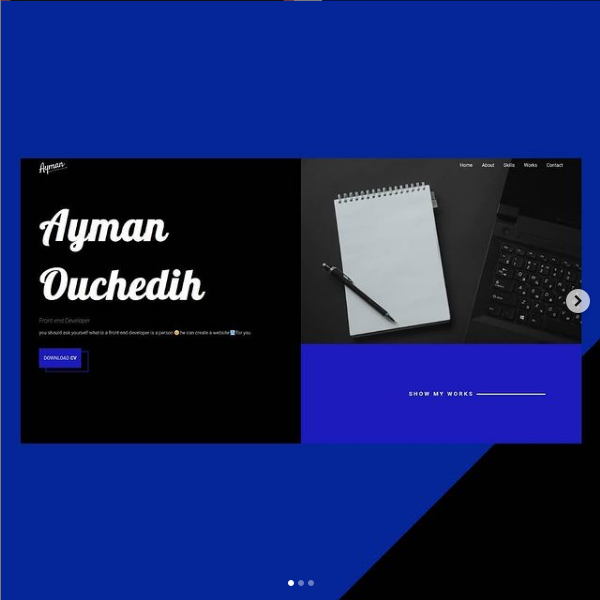 Ayman
Home About Skills Works Contact
Ayman
Ouchedih
Front-end Developer
you should ask yourself what is a front-end developer is a person😊he can create a website🌐for you
DOWNLOAD CV
SHOW MY WORKS